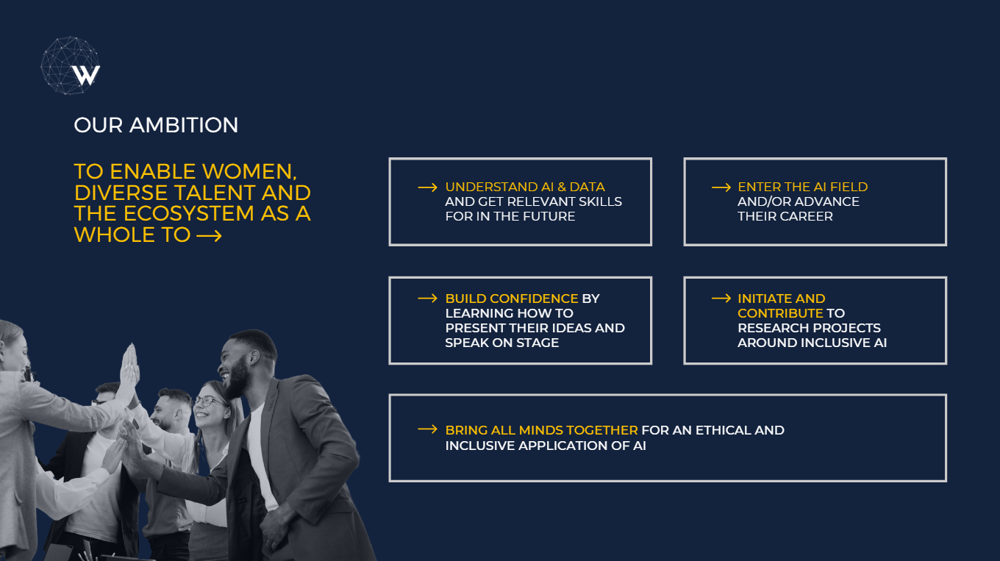 W
OUR AMBITION
TO ENABLE WOMEN,
DIVERSE TALENT AND
THE ECOSYSTEM AS A
WHOLE TO →
→ UNDERSTAND AI & DATA
AND GET RELEVANT SKILLS
FOR IN THE FUTURE
→ ENTER THE AI FIELD
AND/OR ADVANCE
THEIR CAREER
→ BUILD CONFIDENCE BY
LEARNING HOW TO
PRESENT THEIR IDEAS AND
SPEAK ON STAGE
→ INITIATE AND
CONTRIBUTE TO
RESEARCH PROJECTS
AROUND INCLUSIVE AI
→ BRING ALL MINDS TOGETHER FOR AN ETHICAL AND
INCLUSIVE APPLICATION OF AI